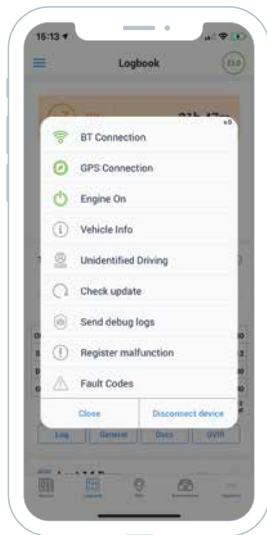 15:13
Logbook
BT Connection
GPS Connection
Engine On
Vehicle Info
Unidentified Driving
Check update
Send debug logs
Register malfunction
Fault Codes
Close
Disconnect device
Log
General
Docs
DVIR